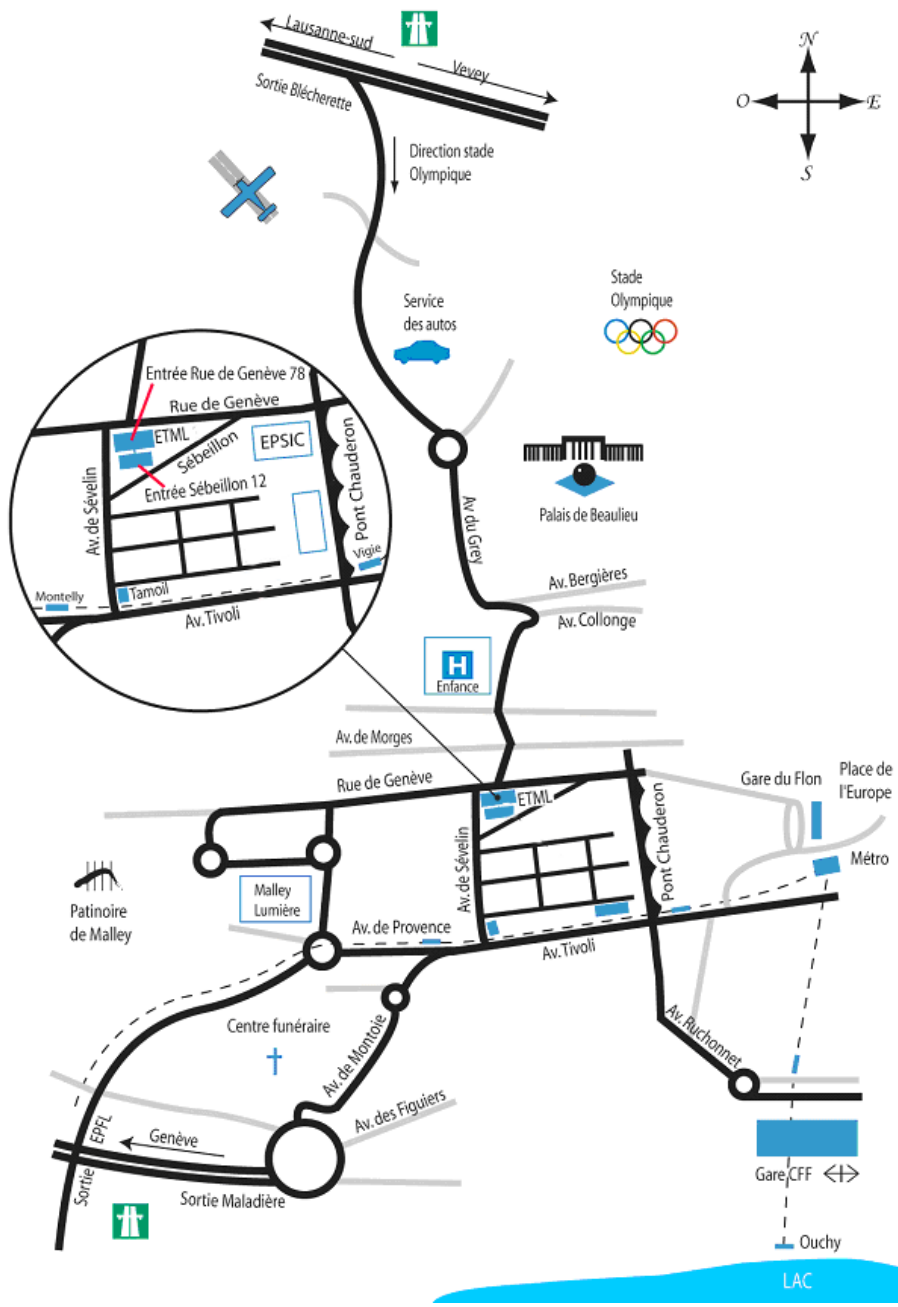 Lausanne-sud
Vevey
Sortie Blécherette
N
O
E
S
Direction stade
Olympique
Stade
Olympique
Service
des autos
Entrée Rue de Genève 78
Rue de Genève
ETML
Sébeillon
EPSIC
Entrée Sébeillon 12
Av. de Sévelin
Pont Chauderon
Vigie
Montelly
Tamoil
Av. Tivoli
Av du Grey
Palais de Beaulieu
Av. Bergières
Av. Collonge
H
Enfance
Av. de Morges
Rue de Genève
Gare du Flon
Place de
l'Europe
ETML
Av. de Sévelin
Pont Chauderon
Métro
Patinoire
de Malley
Malley
Lumière
Av. de Provence
Av. Tivoli
Centre funéraire
Av. de Montoie
Av. Ruchonnet
Av. des Figuiers
Genève
Sortie EPFL
Sortie Maladière
Gare CFF
Ouchy
LAC